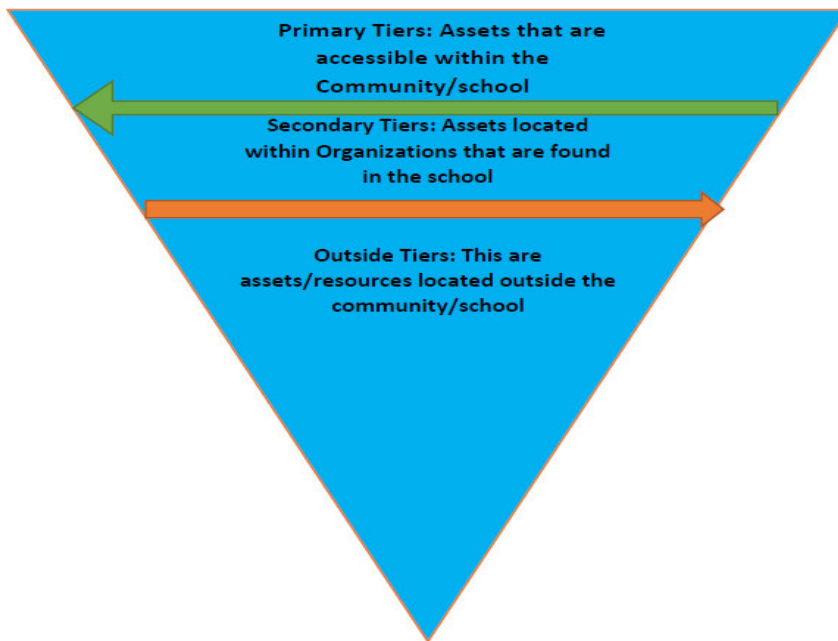 Primary Tiers: Assets that are
accessible within the
Community/school
Secondary Tiers: Assets located
within Organizations that are found
in the school
Outside Tiers: This are
assets/resources located outside the
community/school